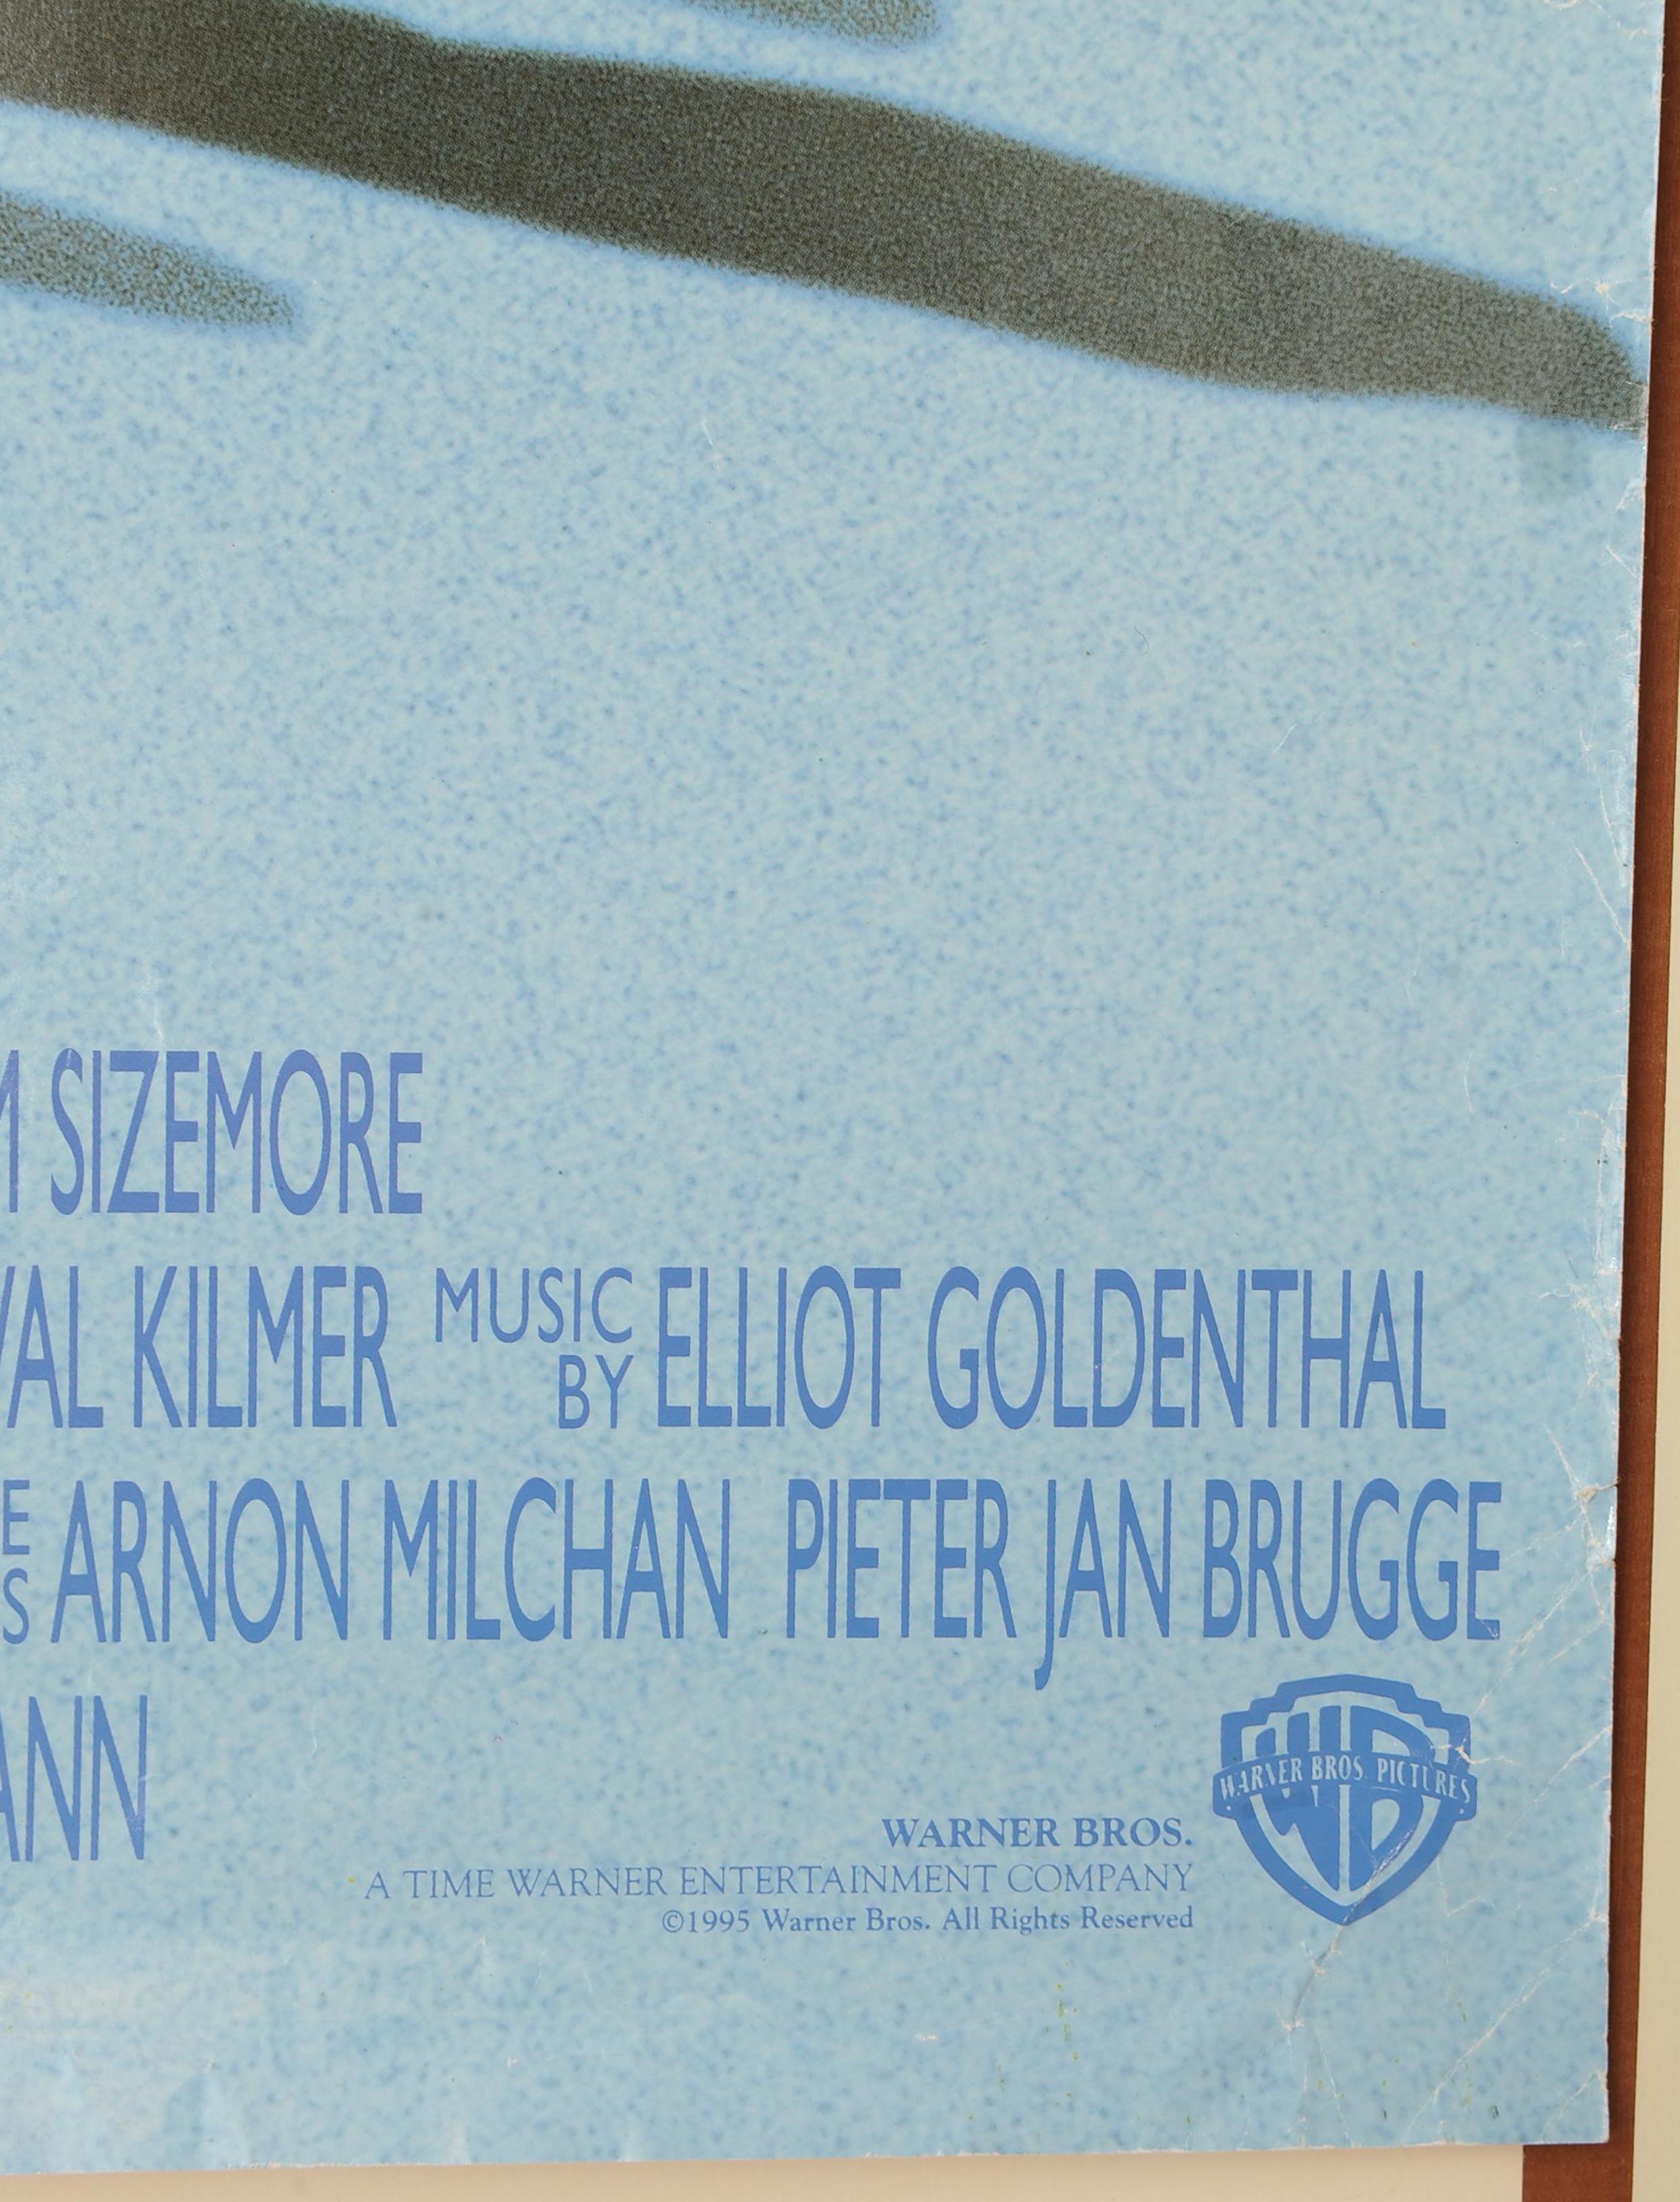 M SIZEMORE
VAL KILMER MUSIC BY ELLIOT GOLDENTHAL
E S ARNON MILCHAN PIETER JAN BRUGGE
ANN
WARNER BROS. PICTURES
WARNER BROS.
A TIME WARNER ENTERTAINMENT COMPANY
©1995 Warner Bros. All Rights Reserved